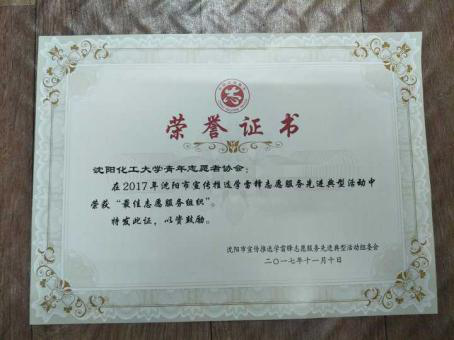 荣誉证书
沈阳化工大学青年志愿者协会：
在2017年沈阳市宣传推选学雷锋志愿服务先进典型活动中
荣获“最佳志愿服务组织”。
特发此证，以资鼓励。
沈阳市宣传推选学雷锋志愿服务先进典型活动组委会
二〇一七年十一月十日